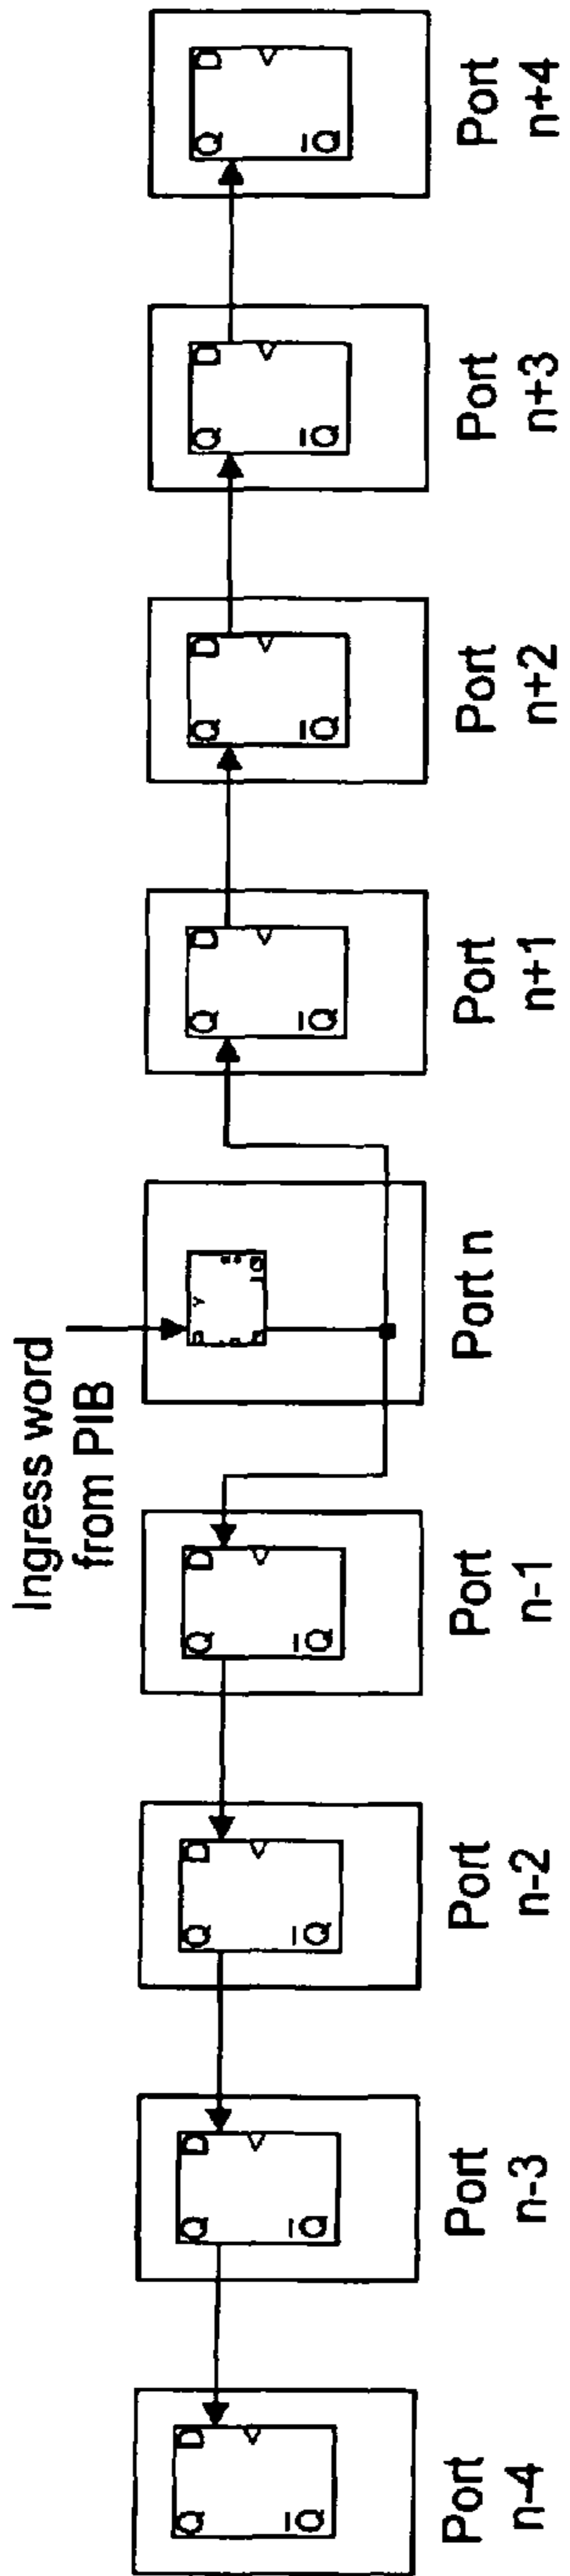 Ingress word
from PIB
Q D
Q D
Q D
Q D
Q D
Q D
Q D
Q D
Q̅
Q̅
Q̅
Q̅
Q̅
Q̅
Q̅
Q̅
Port
n-4
Port
n-3
Port
n-2
Port
n-1
Port n
Port
n+1
Port
n+2
Port
n+3
Port
n+4